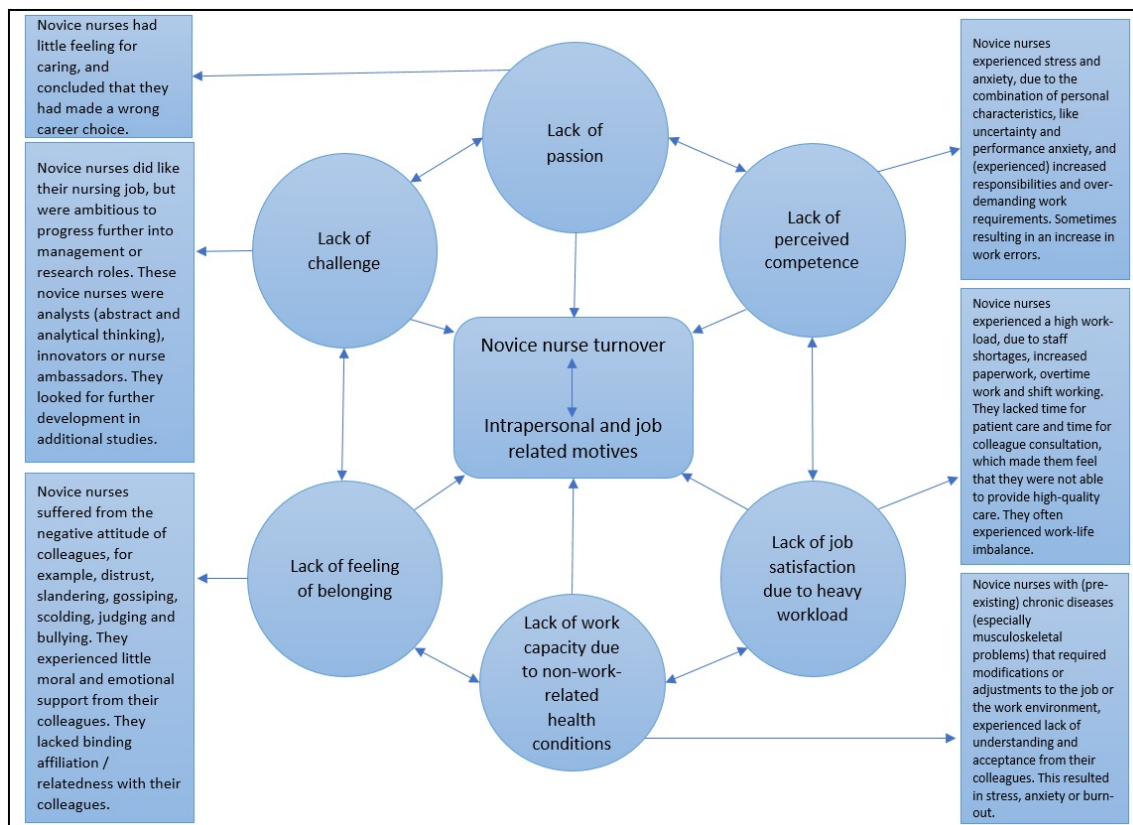 Novice nurses had
little feeling for
caring, and
concluded that they
had made a wrong
career choice.
Novice nurses did like
their nursing job, but
were ambitious to
progress further into
management or
research roles. These
novice nurses were
analysts (abstract and
analytical thinking),
innovators or nurse
ambassadors. They
looked for further
development in
additional studies.
Novice nurses
suffered from the
negative attitude of
colleagues, for
example, distrust,
slandering, gossiping,
scolding, judging and
bullying. They
experienced little
moral and emotional
support from their
colleagues. They
lacked binding
affiliation /
relatedness with their
colleagues.
Lack of
passion
Lack of
challenge
Lack of
perceived
competence
Novice nurse turnover
Intrapersonal and job
related motives
Lack of feeling
of belonging
Lack of job
satisfaction
due to heavy
workload
Lack of work
capacity due
to non-work-
related
health
conditions
Novice nurses
experienced stress and
anxiety, due to the
combination of personal
characteristics, like
uncertainty and
performance anxiety, and
(experienced) increased
responsibilities and over-
demanding work
requirements. Sometimes
resulting in an increase in
work errors.
Novice nurses
experienced a high work-
load, due to staff
shortages, increased
paperwork, overtime
work and shift working.
They lacked time for
patient care and time for
colleague consultation,
which made them feel
that they were not able
to provide high-quality
care. They often
experienced work-life
imbalance.
Novice nurses with (pre-
existing) chronic diseases
(especially
musculoskeletal
problems) that required
modifications or
adjustments to the job or
the work environment,
experienced lack of
understanding and
acceptance from their
colleagues. This resulted
in stress, anxiety or burn-
out.